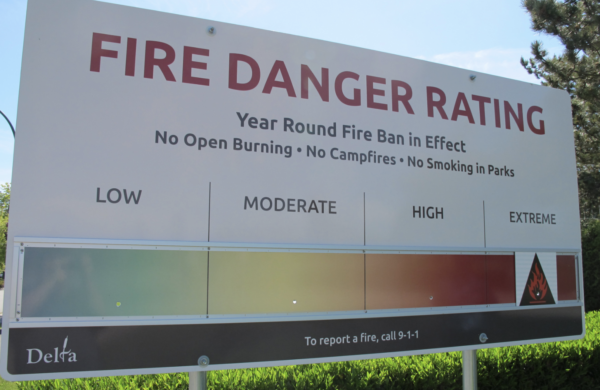 FIRE DANGER RATING
Year Round Fire Ban in Effect
No Open Burning • No Campfires • No Smoking in Parks
LOW MODERATE HIGH EXTREME
To report a fire, call 9-1-1
Delta